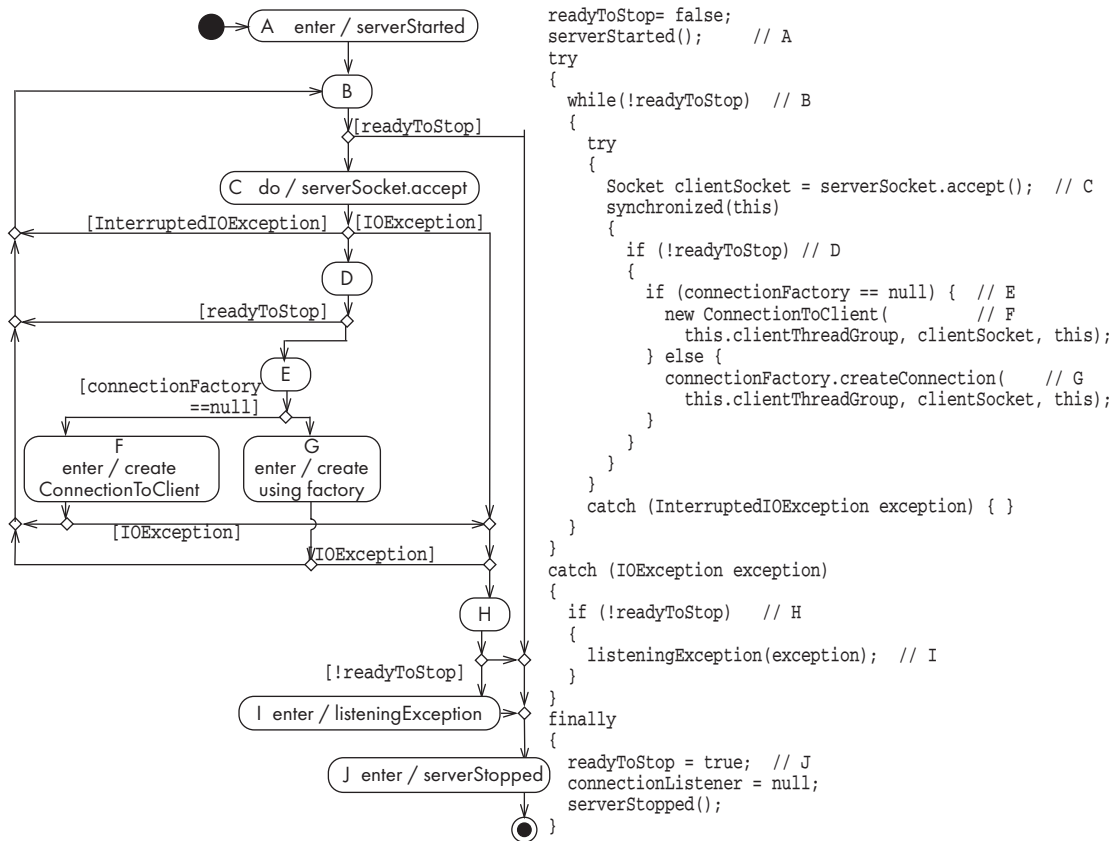 A enter / serverStarted
B
[readyToStop]
C do / serverSocket.accept
[InterruptedIOException]
[IOException]
D
[readyToStop]
E
[connectionFactory
==null]
F
enter / create
ConnectionToClient
G
enter / create
using factory
[IOException]
[IOException]
H
[!readyToStop]
I enter / listeningException
J enter / serverStopped
readyToStop= false;
serverStarted(); // A
try
{
while(!readyToStop) // B
{
try
{
Socket clientSocket = serverSocket.accept(); // C
synchronized(this)
{
if (!readyToStop) // D
{
if (connectionFactory == null) { // E
new ConnectionToClient( // F
this.clientThreadGroup, clientSocket, this);
} else {
connectionFactory.createConnection( // G
this.clientThreadGroup, clientSocket, this);
}
}
}
}
catch (InterruptedIOException exception) { }
}
}
catch (IOException exception)
{
if (!readyToStop) // H
{
listeningException(exception); // I
}
}
finally
{
readyToStop = true; // J
connectionListener = null;
serverStopped();
}